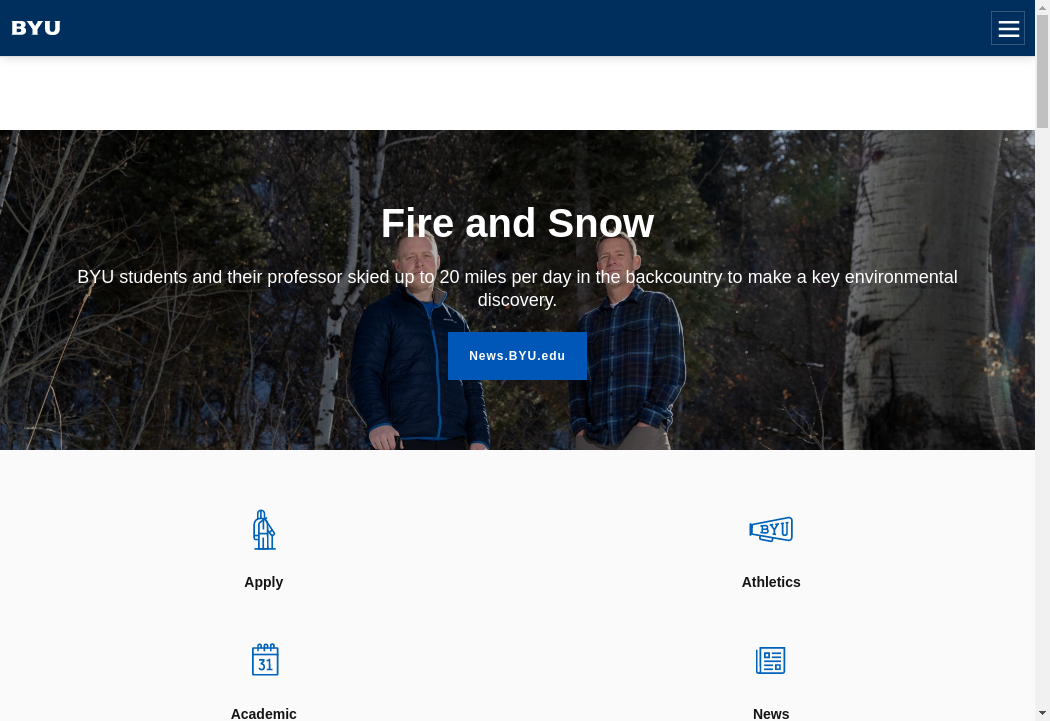 BYU
Fire and Snow
BYU students and their professor skied up to 20 miles per day in the backcountry to make a key environmental
discovery.
News.BYU.edu
BYU
Apply
Athletics
31
Academic
News